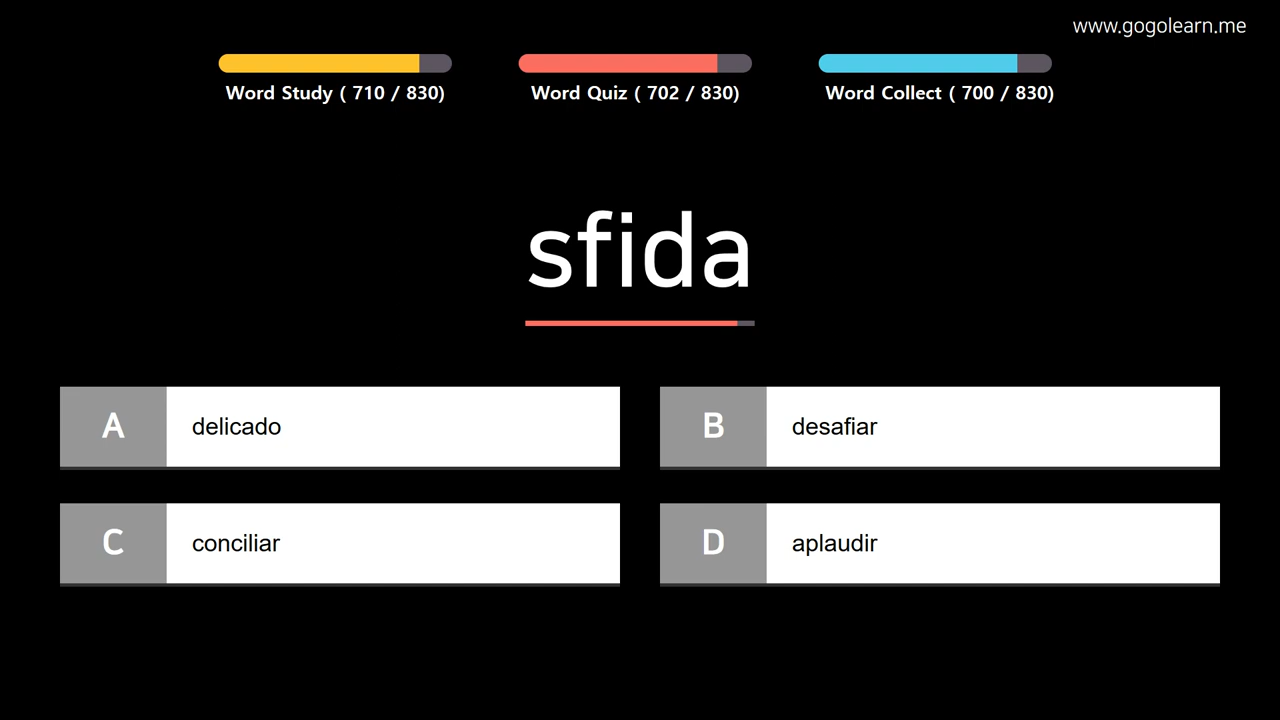 www.gogolearn.me
Word Study ( 710 / 830)
Word Quiz ( 702 / 830)
Word Collect ( 700 / 830)
sfida
A delicado
B desafiar
C conciliar
D aplaudir